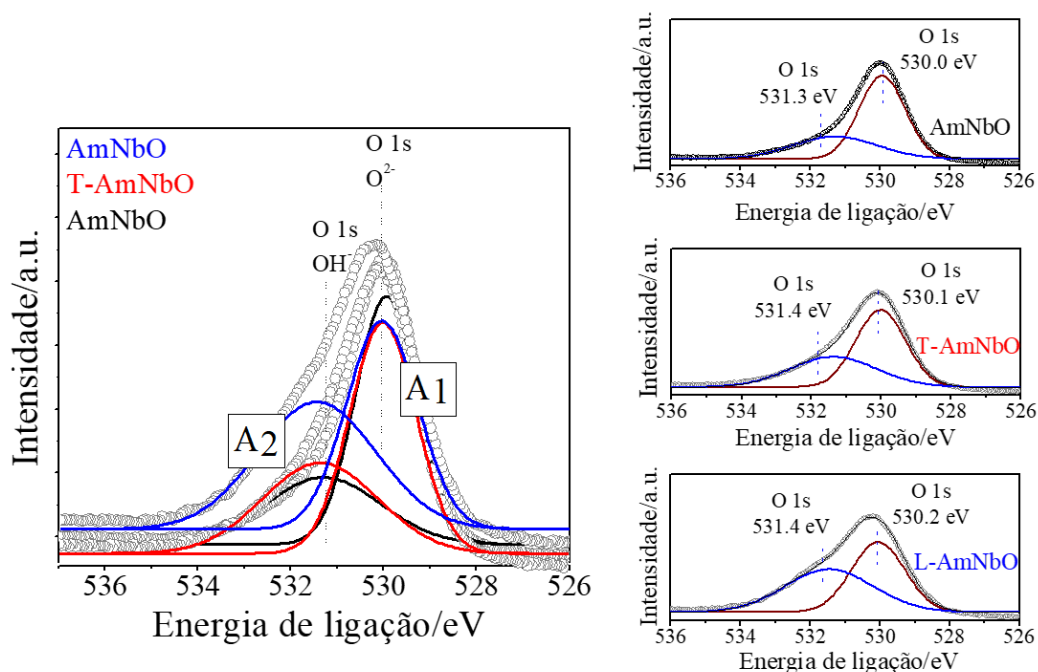 AmNbO
T-AmNbO
AmNbO
O 1s
O²⁻
O 1s
OH⁻
A1
A2
Intensidade/a.u.
536 534 532 530 528 526
Energia de ligação/eV
O 1s
530.0 eV
O 1s
531.3 eV
AmNbO
Intensidade/a.u.
536 534 532 530 528 526
Energia de ligação/eV
O 1s
530.1 eV
O 1s
531.4 eV
T-AmNbO
Intensidade/a.u.
536 534 532 530 528 526
Energia de ligação/eV
O 1s
530.2 eV
O 1s
531.4 eV
L-AmNbO
Intensidade/a.u.
536 534 532 530 528 526
Energia de ligação/eV